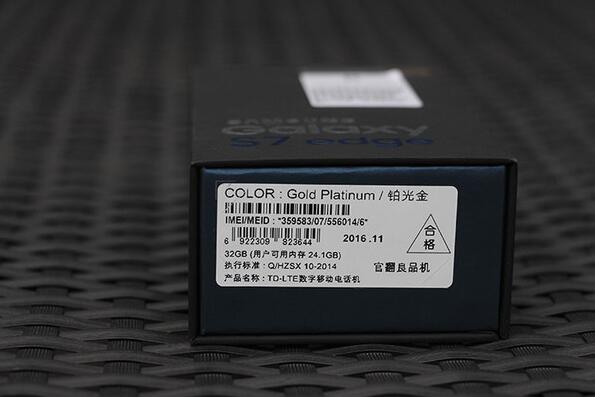 SAMSUNG
Galaxy
S7 edge
COLOR : Gold Platinum / 铂光金
IMEI/MEID : "359583/07/556014/6"
6 922309 823644
2016 .11
合格
32GB (用户可用内存 24.1GB)
执行标准 : Q/HZSX 10-2014
官翻良品机
产品名称 : TD-LTE数字移动电话机